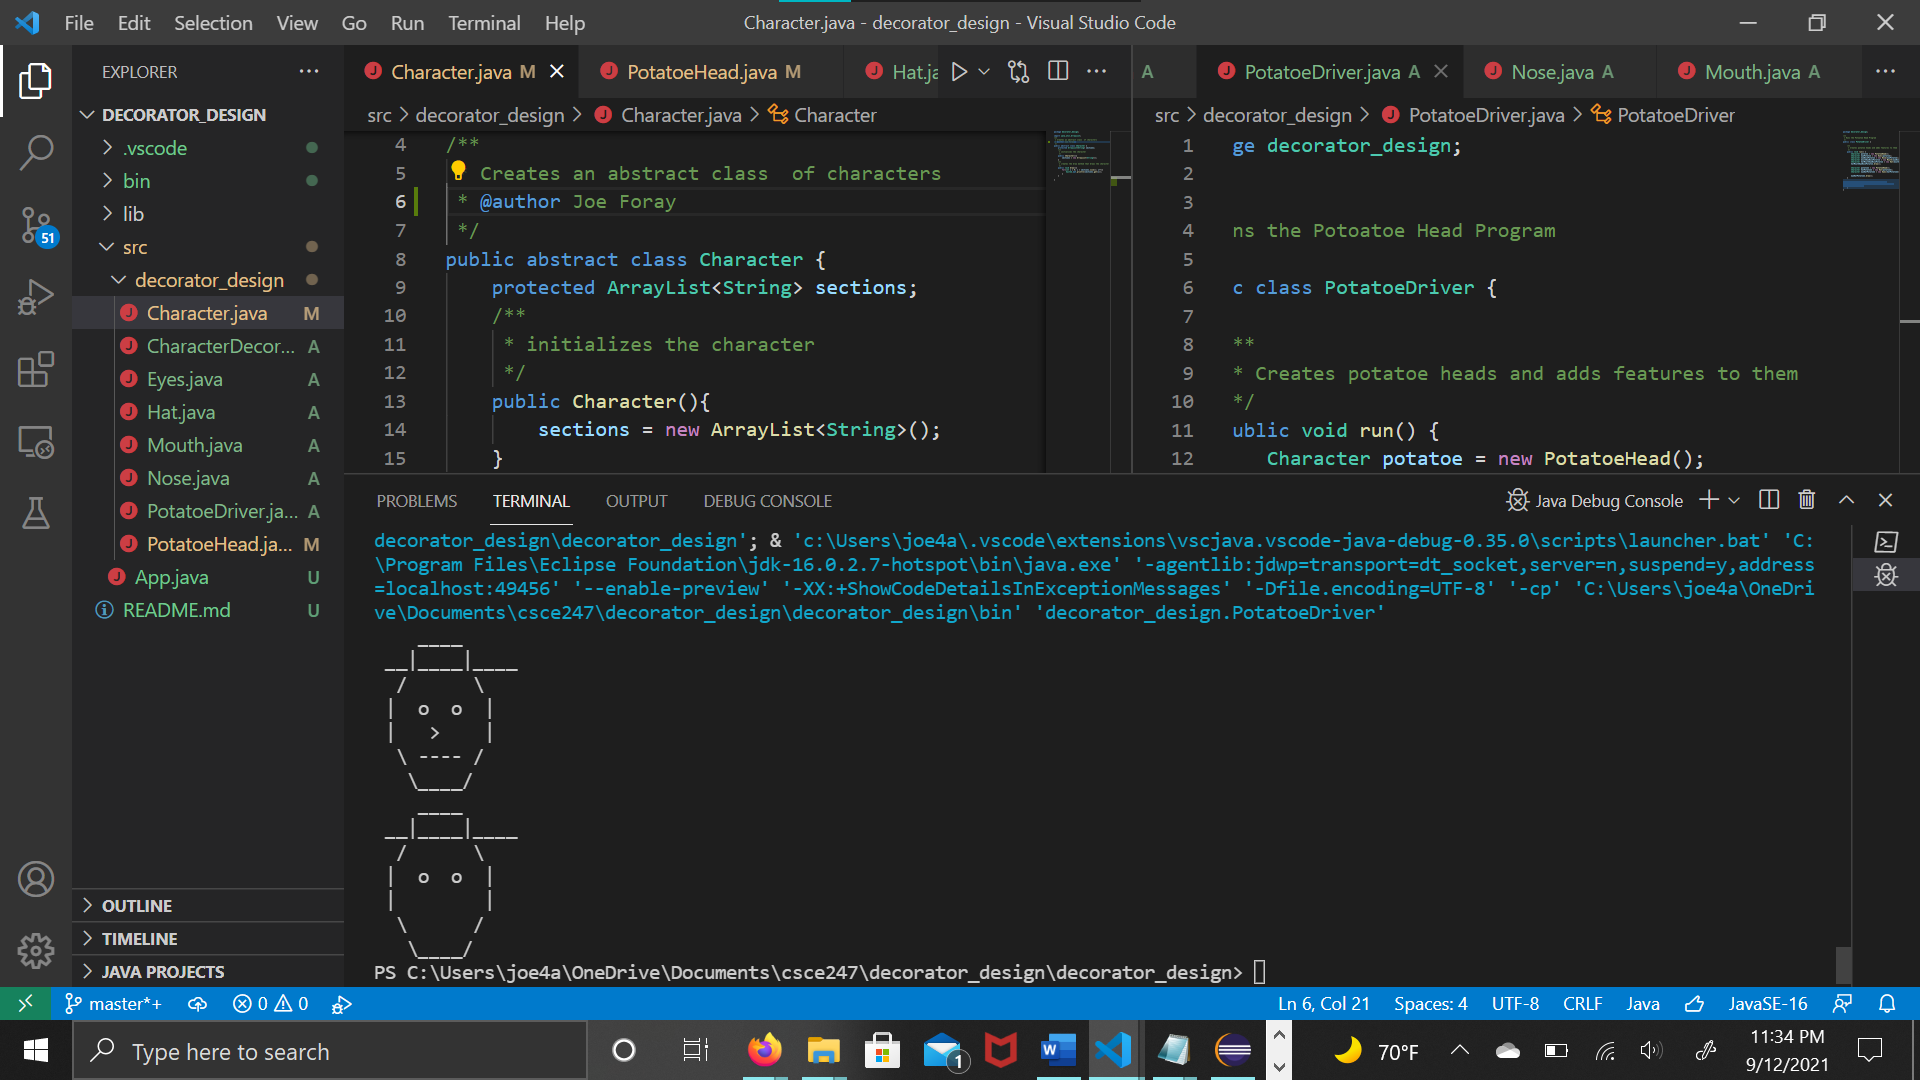 File Edit Selection View Go Run Terminal Help
Character.java - decorator_design - Visual Studio Code
EXPLORER
DECORATOR_DESIGN
.vscode
bin
lib
src
decorator_design
Character.java M
CharacterDecor... A
Eyes.java A
Hat.java A
Mouth.java A
Nose.java A
PotatoeDriver.ja... A
PotatoeHead.ja... M
App.java U
README.md U
OUTLINE
TIMELINE
JAVA PROJECTS
51
Character.java M
PotatoeHead.java M
Hat.ja
src > decorator_design > Character.java > Character
4 /**
5 Creates an abstract class  of characters
6 * @author Joe Foray
7 */
8 public abstract class Character {
9 protected ArrayList<String> sections;
10 /**
11 * initializes the character
12 */
13 public Character(){
14 sections = new ArrayList<String>();
15 }
A
PotatoeDriver.java A
Nose.java A
Mouth.java A
src > decorator_design > PotatoeDriver.java > PotatoeDriver
1 ge decorator_design;
2
3
4 ns the Potoatoe Head Program
5
6 c class PotatoeDriver {
7
8 **
9 * Creates potatoe heads and adds features to them
10 */
11 ublic void run() {
12 Character potatoe = new PotatoeHead();
PROBLEMS TERMINAL OUTPUT DEBUG CONSOLE
Java Debug Console
decorator_design\decorator_design'; & 'c:\Users\joe4a\.vscode\extensions\vscjava.vscode-java-debug-0.35.0\scripts\launcher.bat' 'C:
\Program Files\Eclipse Foundation\jdk-16.0.2.7-hotspot\bin\java.exe' '-agentlib:jdwp=transport=dt_socket,server=n,suspend=y,address
=localhost:49456' '--enable-preview' '-XX:+ShowCodeDetailsInExceptionMessages' '-Dfile.encoding=UTF-8' '-cp' 'C:\Users\joe4a\OneDri
ve\Documents\csce247\decorator_design\decorator_design\bin' 'decorator_design.PotatoeDriver'
    ____
 __|____|____
  /      \
 |  o  o  |
 |   >    |
  \ ---- /
   \____/
    ____
 __|____|____
  /      \
 |  o  o  |
 |        |
  \      /
   \____/
PS C:\Users\joe4a\OneDrive\Documents\csce247\decorator_design\decorator_design>
master*+ 0 0
Ln 6, Col 21 Spaces: 4 UTF-8 CRLF Java JavaSE-16
Type here to search
1
70°F
11:34 PM
9/12/2021